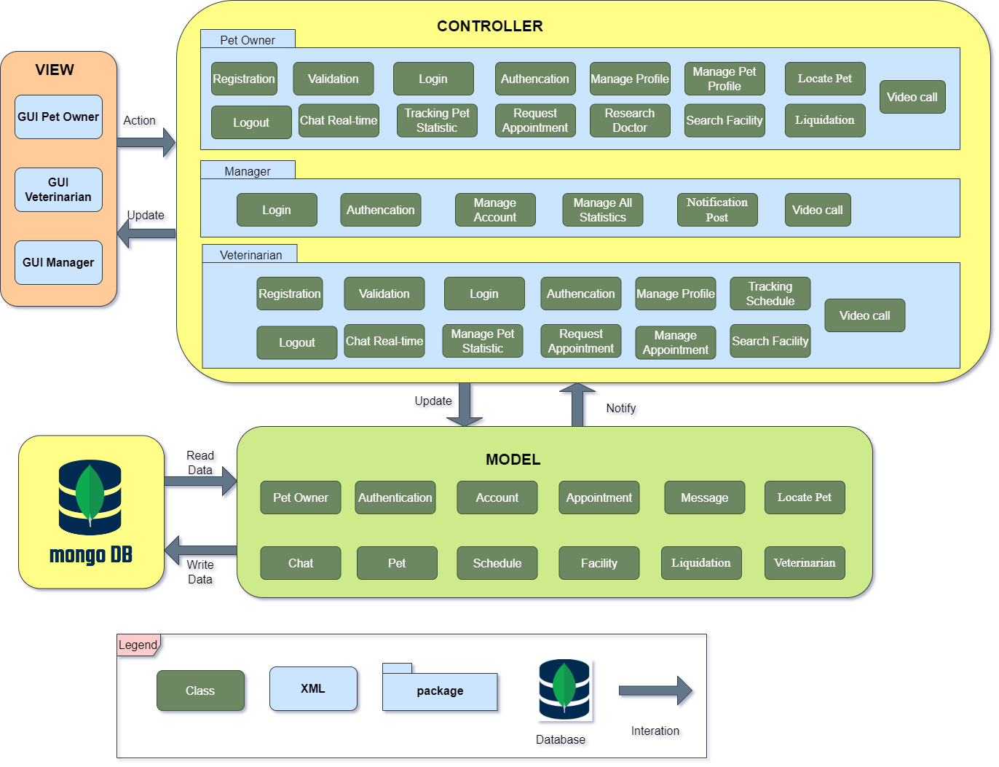 CONTROLLER
Pet Owner
Registration
Validation
Login
Authencation
Manage Profile
Manage Pet
Profile
Locate Pet
Video call
Logout
Chat Real-time
Tracking Pet
Statistic
Request
Appointment
Research
Doctor
Search Facility
Liquidation
VIEW
GUI Pet Owner
GUI
Veterinarian
GUI Manager
Action
Update
Manager
Login
Authencation
Manage
Account
Manage All
Statistics
Notification
Post
Video call
Veterinarian
Registration
Validation
Login
Authencation
Manage Profile
Tracking
Schedule
Video call
Logout
Chat Real-time
Manage Pet
Statistic
Request
Appointment
Manage
Appointment
Search Facility
Update
Notify
mongo DB
Read
Data
Write
Data
MODEL
Pet Owner
Authentication
Account
Appointment
Message
Locate Pet
Chat
Pet
Schedule
Facility
Liquidation
Veterinarian
Legend
Class
XML
package
Database
Interation